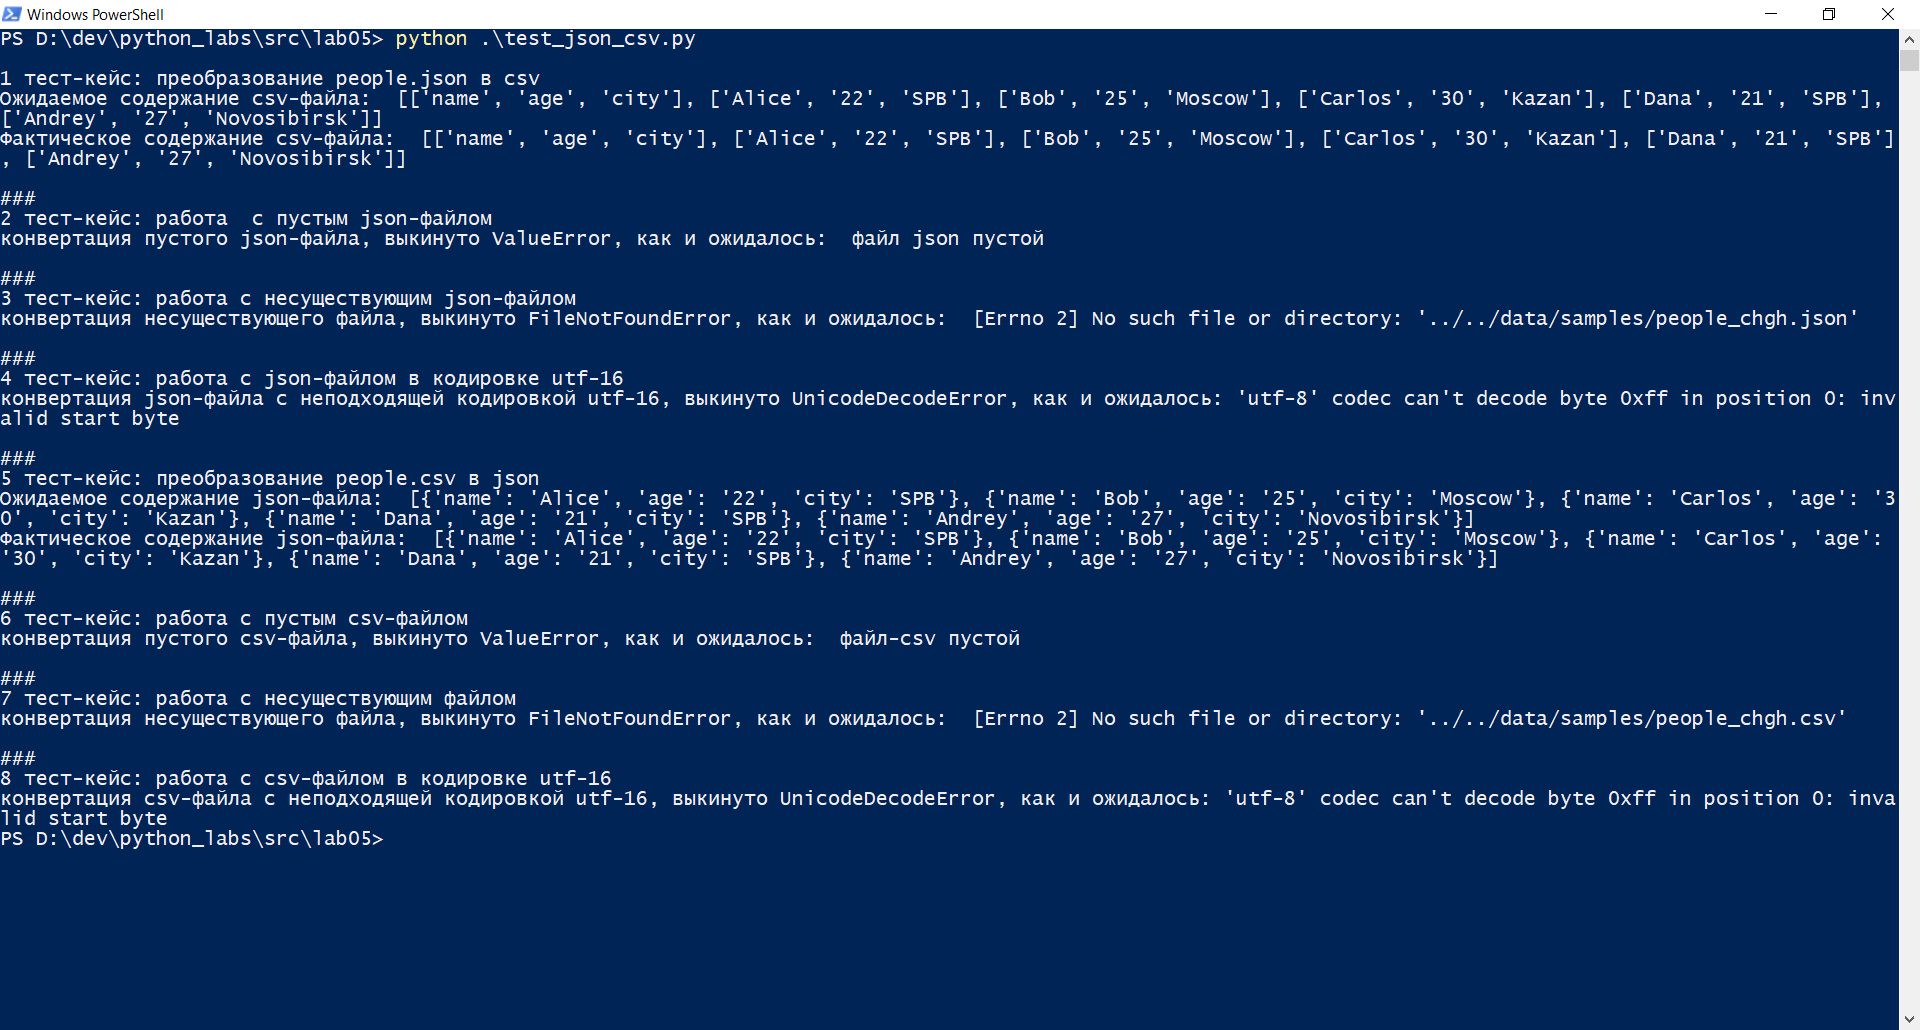 Windows PowerShell
PS D:\dev\python_labs\src\lab05> python .\test_json_csv.py
1 тест-кейс: преобразование people.json в csv
Ожидаемое содержание csv-файла:  [['name', 'age', 'city'], ['Alice', '22', 'SPB'], ['Bob', '25', 'Moscow'], ['Carlos', '30', 'Kazan'], ['Dana', '21', 'SPB'],
['Andrey', '27', 'Novosibirsk']]
Фактическое содержание csv-файла:  [['name', 'age', 'city'], ['Alice', '22', 'SPB'], ['Bob', '25', 'Moscow'], ['Carlos', '30', 'Kazan'], ['Dana', '21', 'SPB']
, ['Andrey', '27', 'Novosibirsk']]
###
2 тест-кейс: работа  с пустым json-файлом
конвертация пустого json-файла, выкинуто ValueError, как и ожидалось:  файл json пустой
###
3 тест-кейс: работа с несуществующим json-файлом
конвертация несуществующего файла, выкинуто FileNotFoundError, как и ожидалось:  [Errno 2] No such file or directory: '../../data/samples/people_chgh.json'
###
4 тест-кейс: работа с json-файлом в кодировке utf-16
конвертация json-файла с неподходящей кодировкой utf-16, выкинуто UnicodeDecodeError, как и ожидалось: 'utf-8' codec can't decode byte 0xff in position 0: inv
alid start byte
###
5 тест-кейс: преобразование people.csv в json
Ожидаемое содержание json-файла:  [{'name': 'Alice', 'age': '22', 'city': 'SPB'}, {'name': 'Bob', 'age': '25', 'city': 'Moscow'}, {'name': 'Carlos', 'age': '3
0', 'city': 'Kazan'}, {'name': 'Dana', 'age': '21', 'city': 'SPB'}, {'name': 'Andrey', 'age': '27', 'city': 'Novosibirsk'}]
Фактическое содержание json-файла:  [{'name': 'Alice', 'age': '22', 'city': 'SPB'}, {'name': 'Bob', 'age': '25', 'city': 'Moscow'}, {'name': 'Carlos', 'age':
'30', 'city': 'Kazan'}, {'name': 'Dana', 'age': '21', 'city': 'SPB'}, {'name': 'Andrey', 'age': '27', 'city': 'Novosibirsk'}]
###
6 тест-кейс: работа с пустым csv-файлом
конвертация пустого csv-файла, выкинуто ValueError, как и ожидалось:  файл-csv пустой
###
7 тест-кейс: работа с несуществующим файлом
конвертация несуществующего файла, выкинуто FileNotFoundError, как и ожидалось:  [Errno 2] No such file or directory: '../../data/samples/people_chgh.csv'
###
8 тест-кейс: работа с csv-файлом в кодировке utf-16
конвертация csv-файла с неподходящей кодировкой utf-16, выкинуто UnicodeDecodeError, как и ожидалось: 'utf-8' codec can't decode byte 0xff in position 0: inva
lid start byte
PS D:\dev\python_labs\src\lab05>